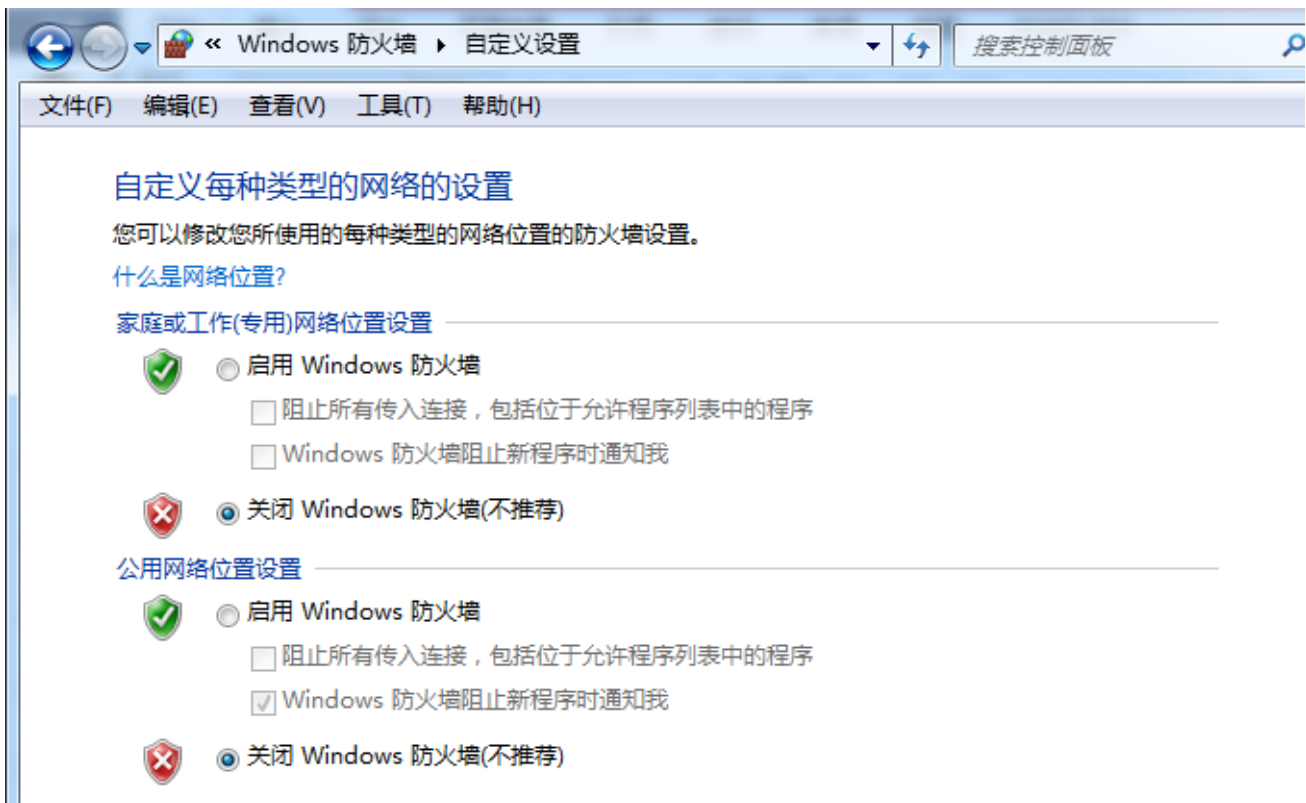 « Windows 防火墙 ▸ 自定义设置 搜索控制面板
文件(F) 编辑(E) 查看(V) 工具(T) 帮助(H)
自定义每种类型的网络的设置
您可以修改您所使用的每种类型的网络位置的防火墙设置。
什么是网络位置?
家庭或工作(专用)网络位置设置
启用 Windows 防火墙
阻止所有传入连接，包括位于允许程序列表中的程序
Windows 防火墙阻止新程序时通知我
关闭 Windows 防火墙(不推荐)
公用网络位置设置
启用 Windows 防火墙
阻止所有传入连接，包括位于允许程序列表中的程序
Windows 防火墙阻止新程序时通知我
关闭 Windows 防火墙(不推荐)